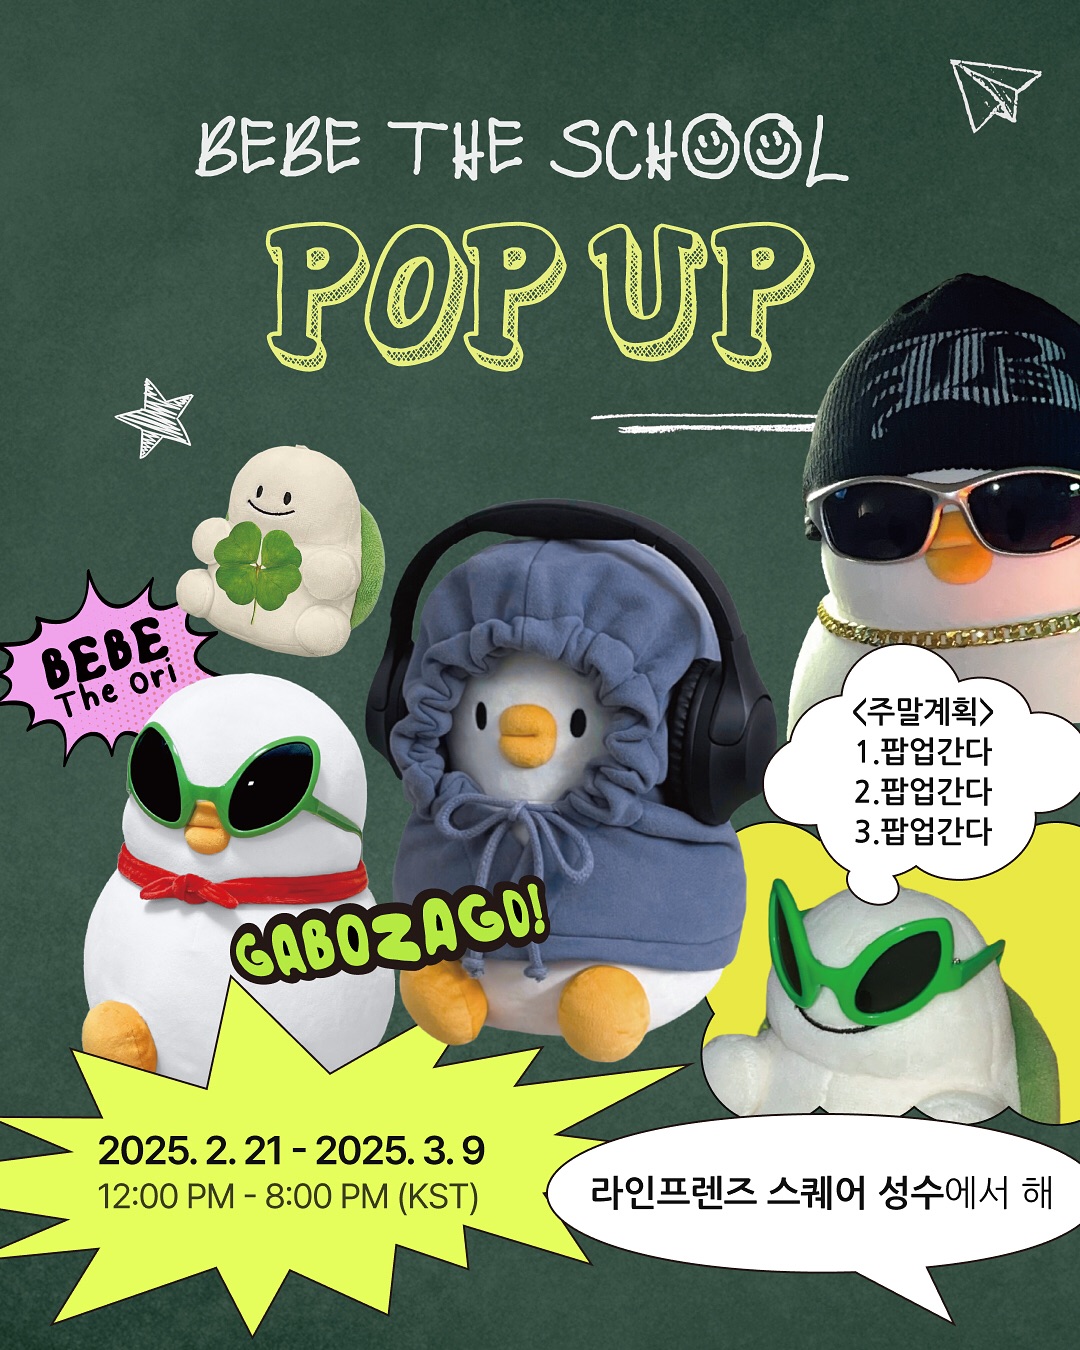 BEBE THE SCHOOL
POP UP
BEBE
The Ori
<주말계획>
1.팝업간다
2.팝업간다
3.팝업간다
GABOZAGO!
2025. 2. 21 - 2025. 3. 9
12:00 PM - 8:00 PM (KST)
라인프렌즈 스퀘어 성수에서 해